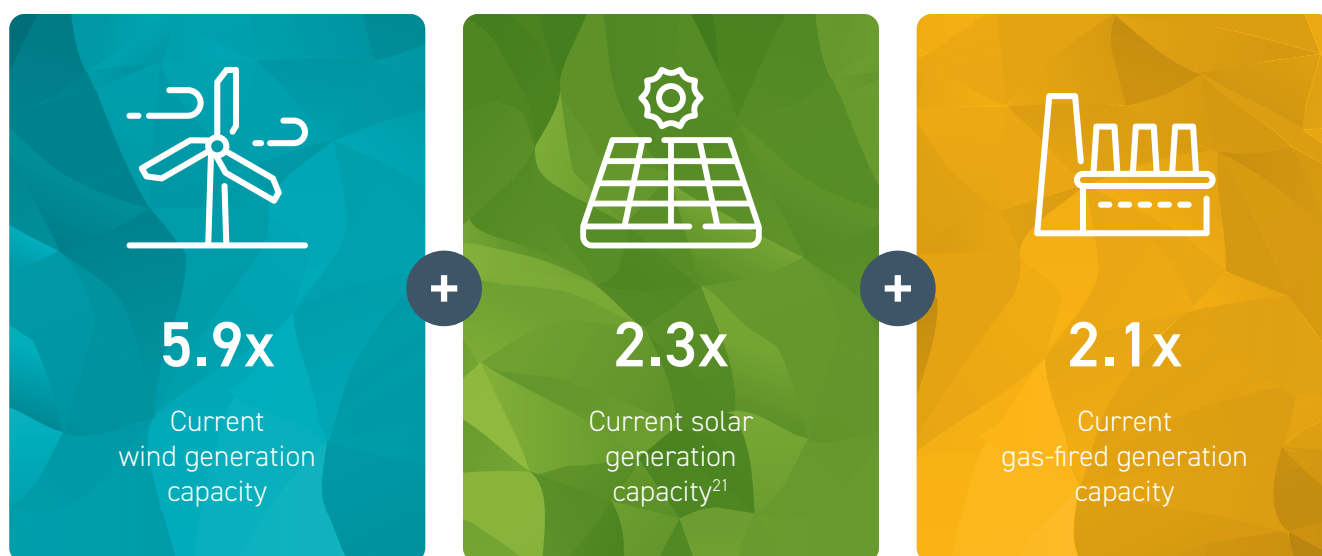 5.9x
Current
wind generation
capacity
+
2.3x
Current solar
generation
capacity21
+
2.1x
Current
gas-fired generation
capacity